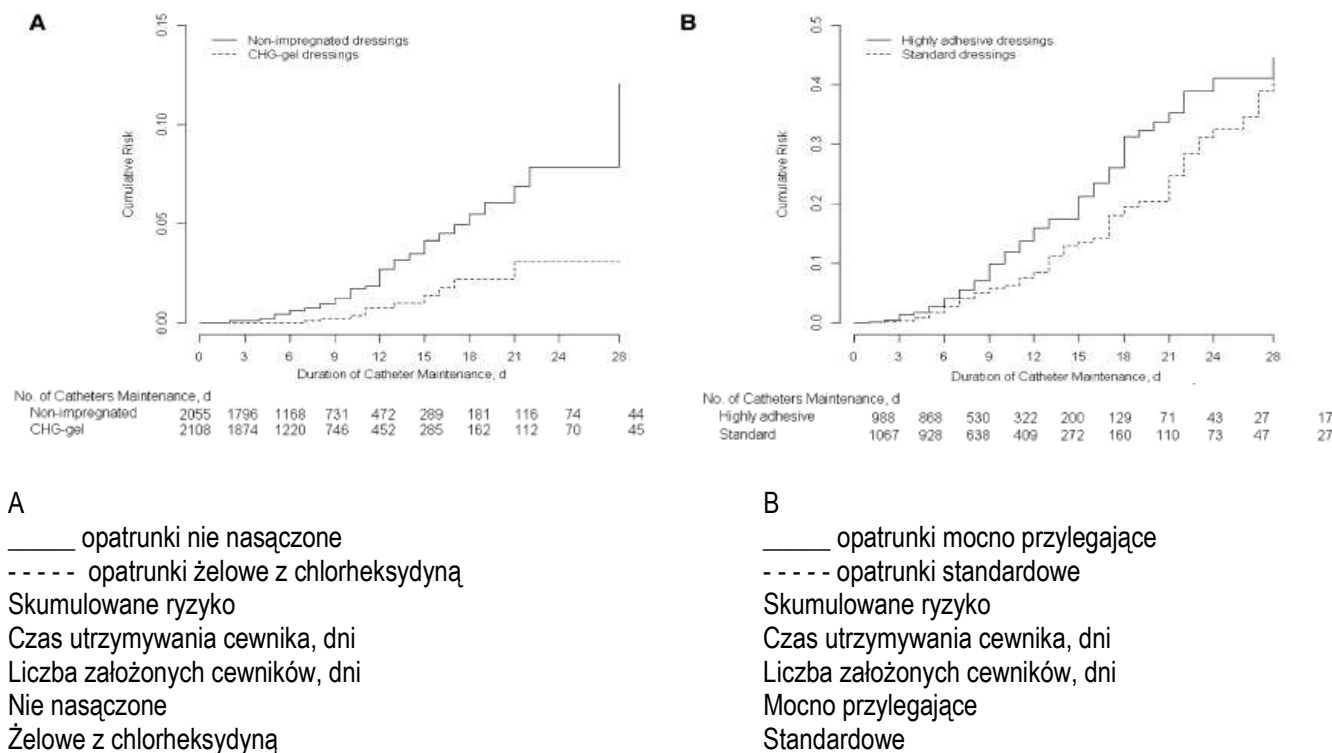 A
0.15
Non-impregnated dressings
CHG-gel dressings
0.10
Cumulative Risk
0.05
0.00
0 3 6 9 12 15 18 21 24 28
Duration of Catheter Maintenance, d
No. of Catheters Maintenance, d
Non-impregnated 2055 1796 1168 731 472 289 181 116 74 44
CHG-gel 2108 1874 1220 746 452 285 162 112 70 45
B
0.5
Highly adhesive dressings
Standard dressings
0.4
0.3
Cumulative Risk
0.2
0.1
0.0
0 3 6 9 12 15 18 21 24 28
Duration of Catheter Maintenance, d
No. of Catheters Maintenance, d
Highly adhesive 988 868 530 322 200 129 71 43 27 17
Standard 1067 928 638 409 272 160 110 73 47 27
A
_____ opatrunki nie nasączone
- - - - - opatrunki żelowe z chlorheksydyną
Skumulowane ryzyko
Czas utrzymywania cewnika, dni
Liczba założonych cewników, dni
Nie nasączone
Żelowe z chlorheksydyną
B
_____ opatrunki mocno przylegające
- - - - - opatrunki standardowe
Skumulowane ryzyko
Czas utrzymywania cewnika, dni
Liczba założonych cewników, dni
Mocno przylegające
Standardowe